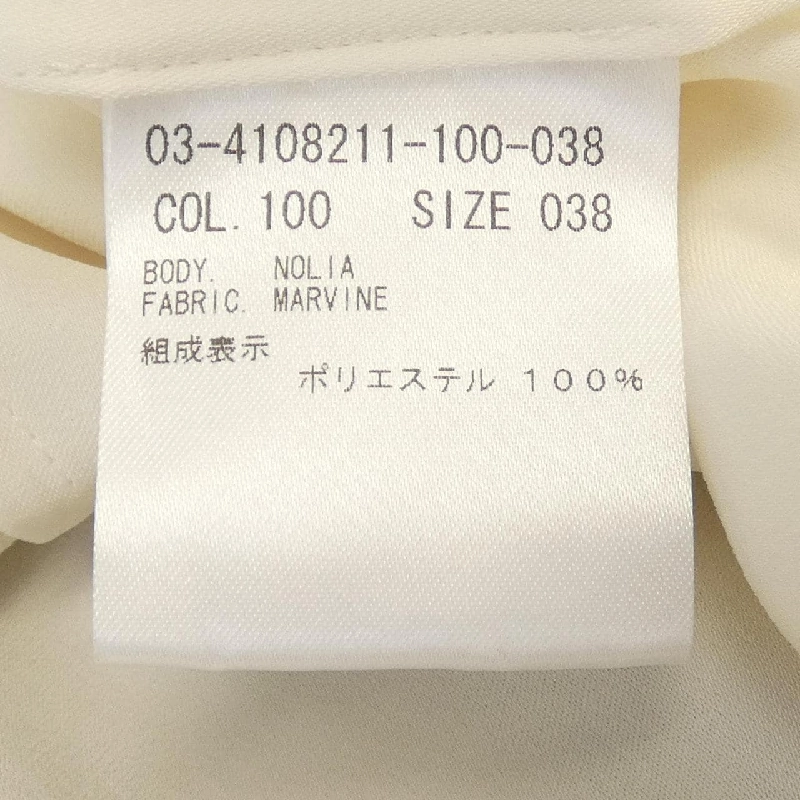 03-4108211-100-038
COL. 100 SIZE 038
BODY. NOLIA
FABRIC. MARVINE
組成表示
ポリエステル １００％